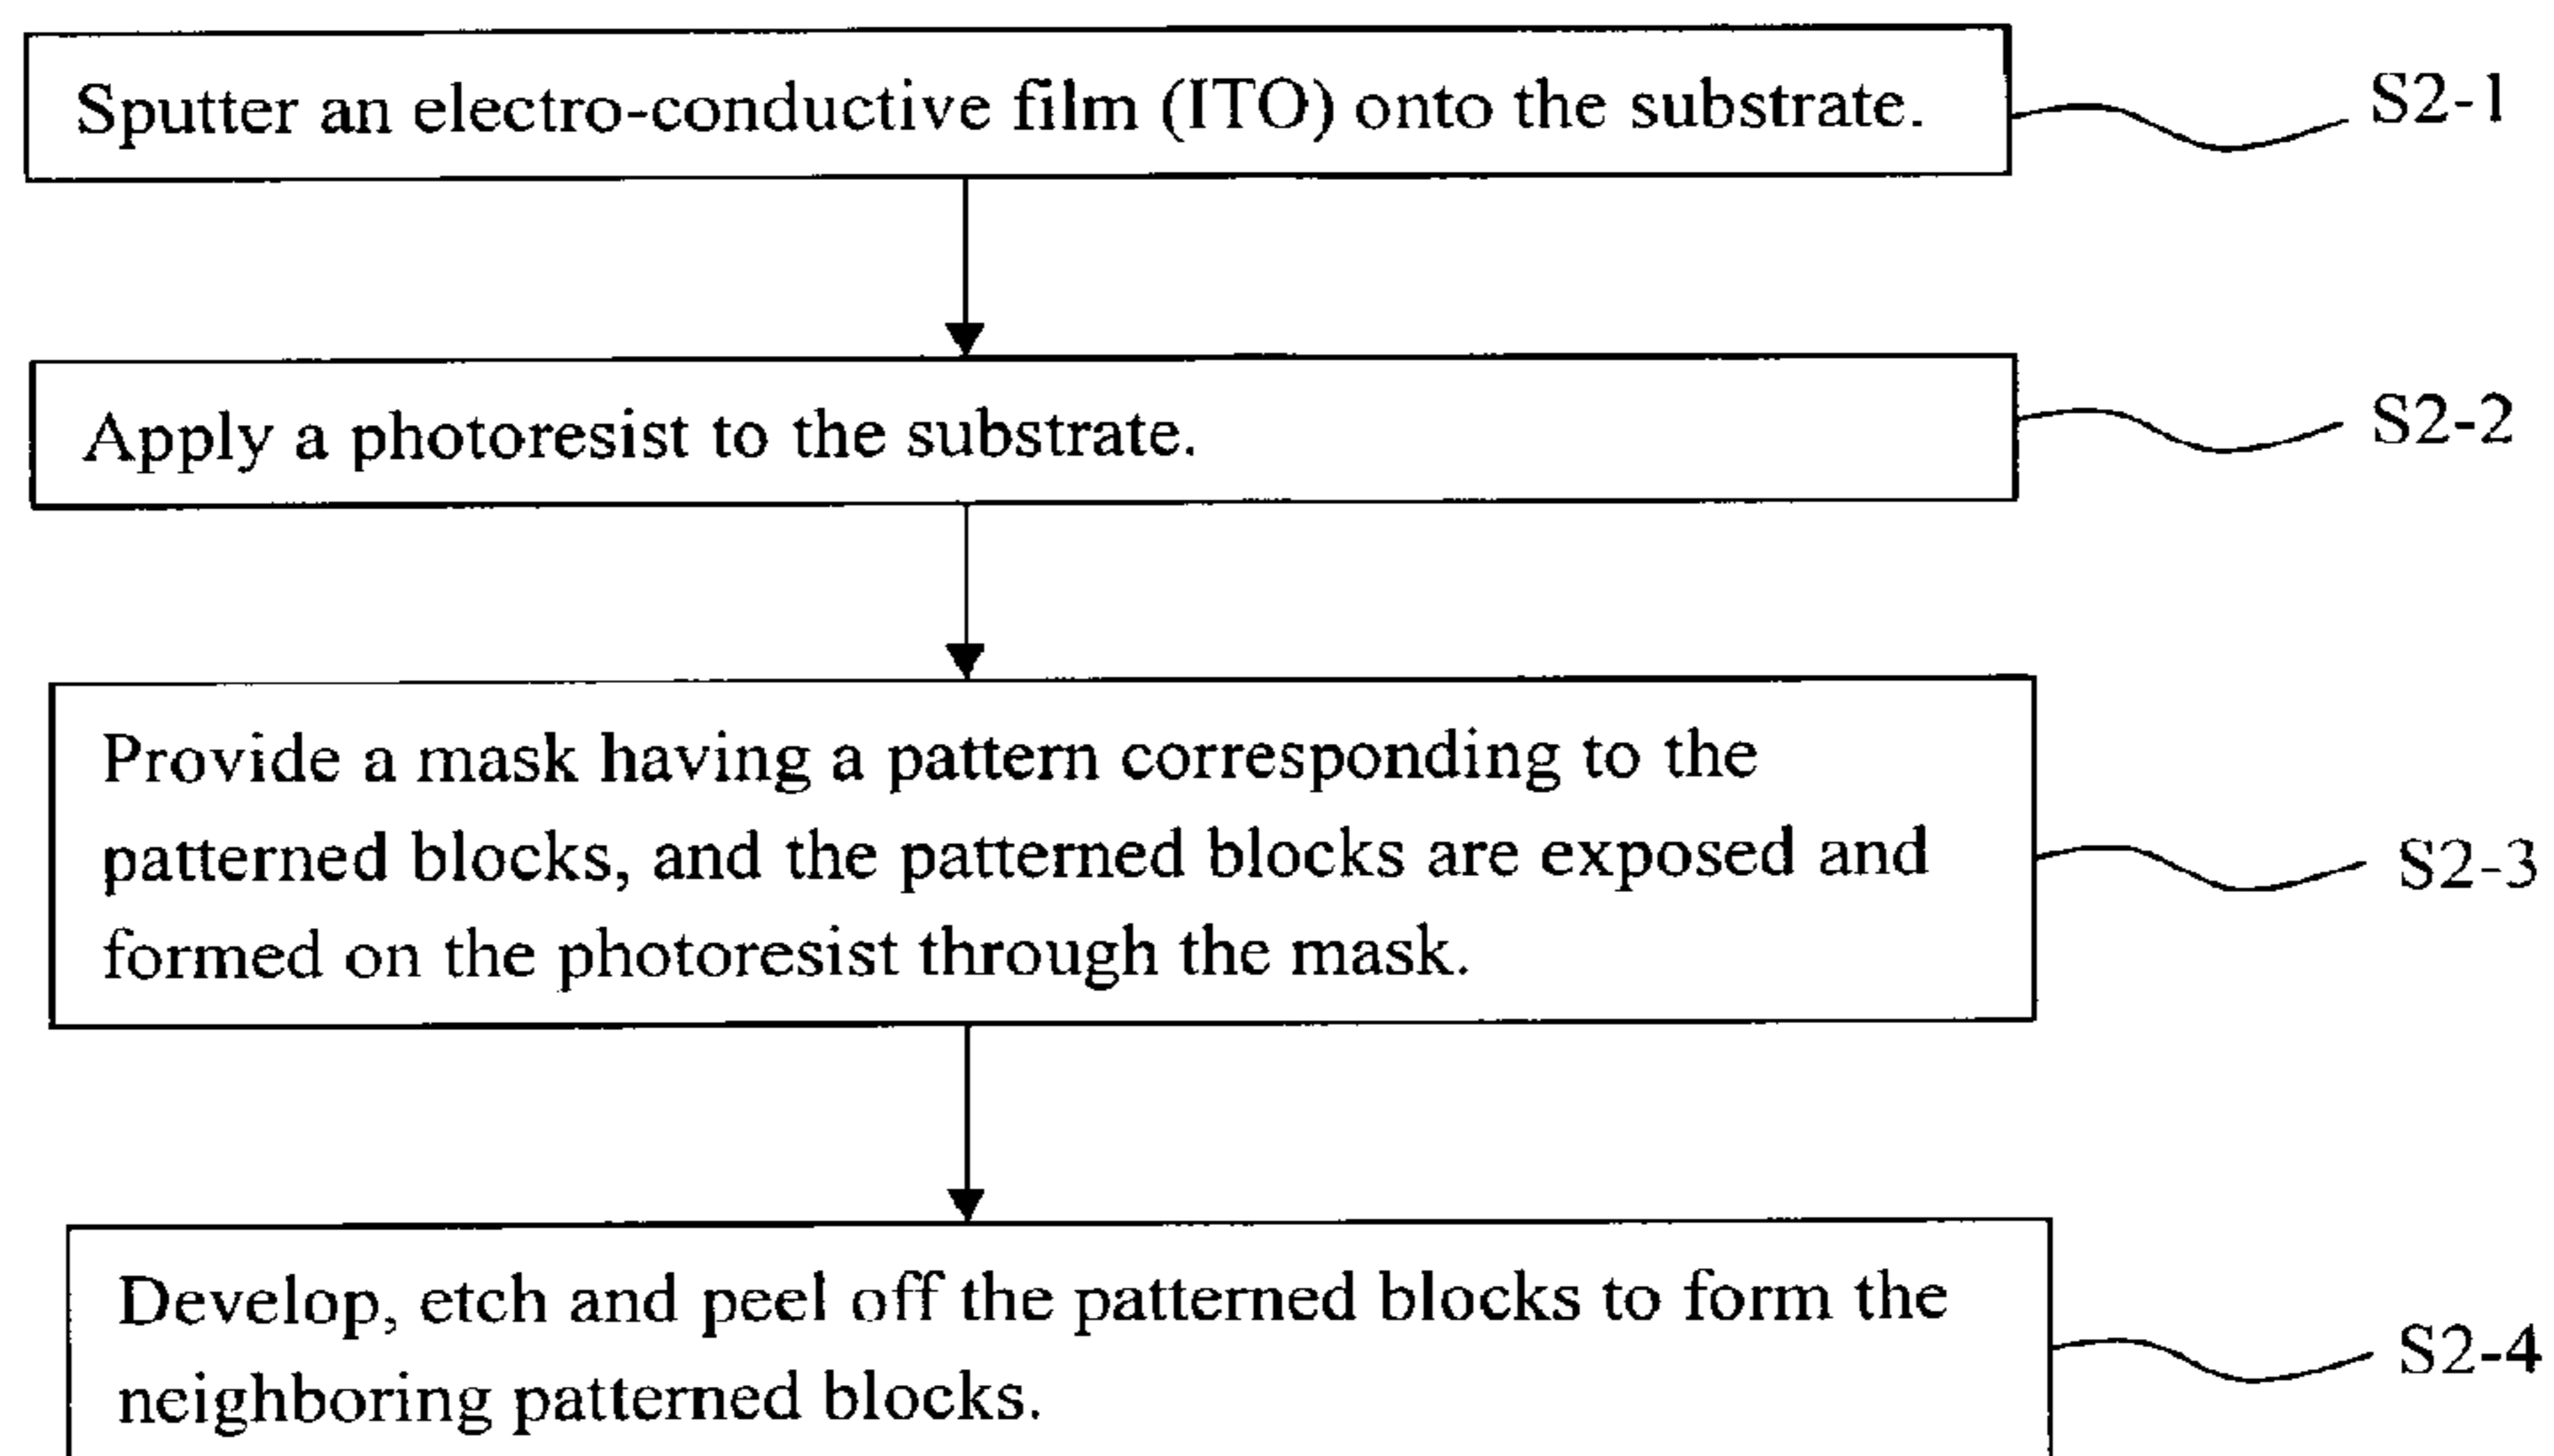 Sputter an electro-conductive film (ITO) onto the substrate.
S2-1
Apply a photoresist to the substrate.
S2-2
Provide a mask having a pattern corresponding to the
patterned blocks, and the patterned blocks are exposed and
formed on the photoresist through the mask.
S2-3
Develop, etch and peel off the patterned blocks to form the
neighboring patterned blocks.
S2-4